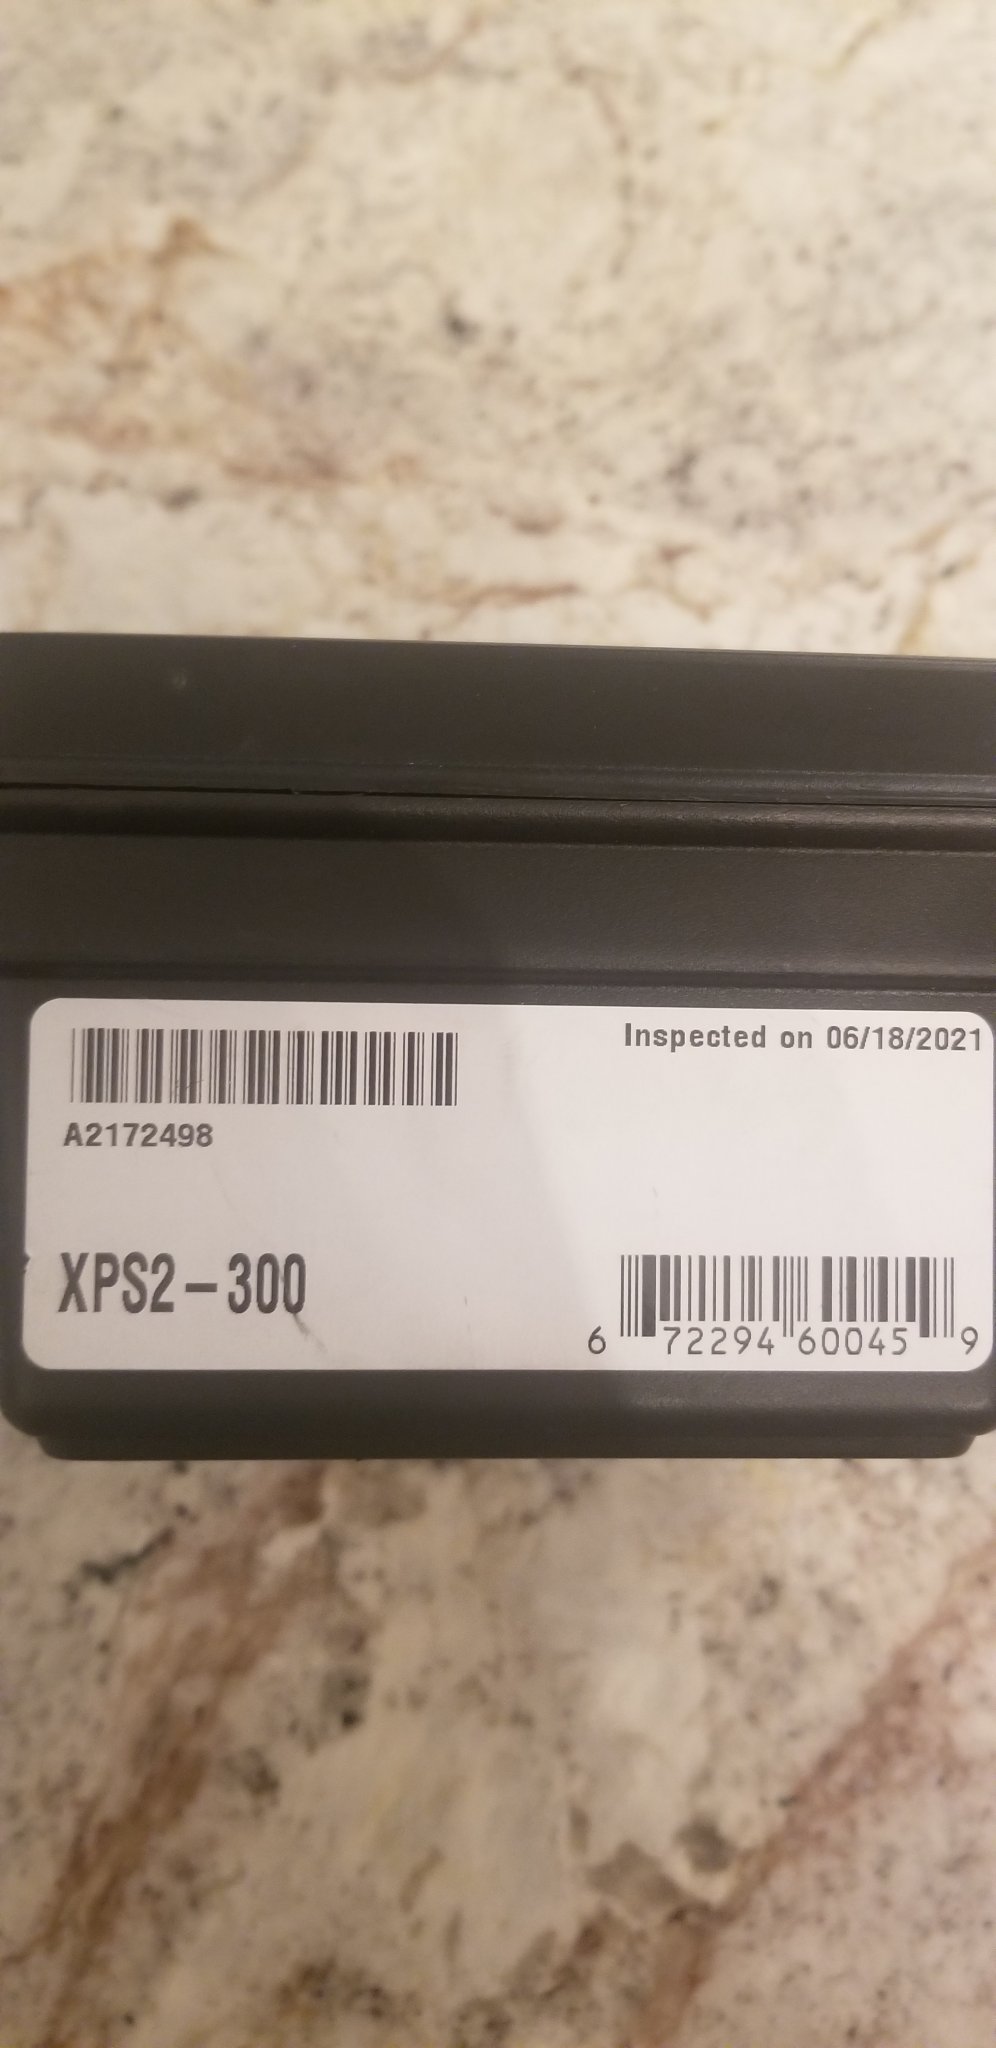 Inspected on 06/18/2021
A2172498
XPS2-300
6 72294 60045 9